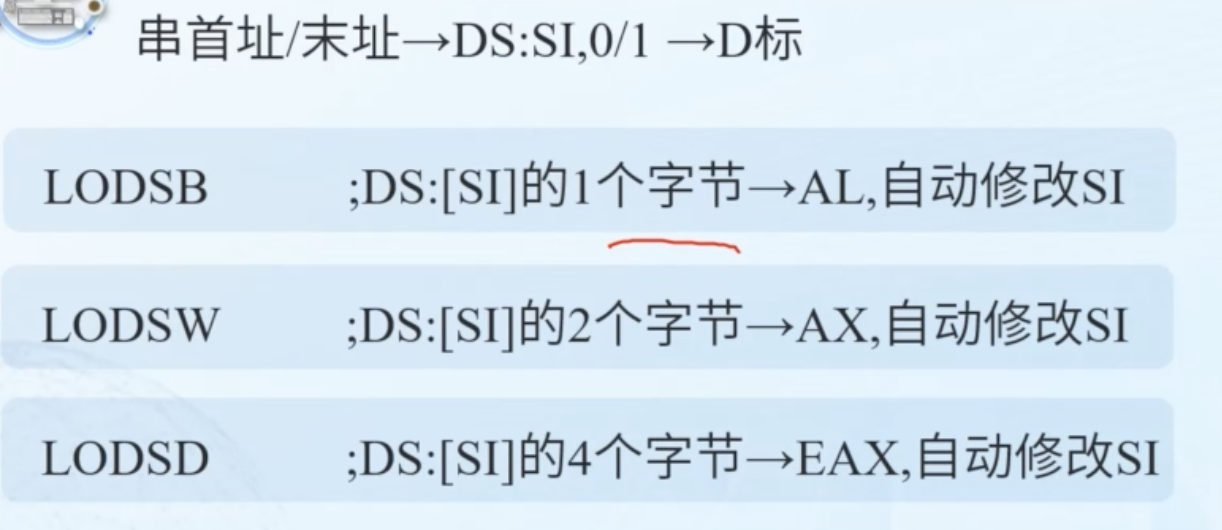 串首址/末址→DS:SI,0/1 →D标
LODSB ;DS:[SI]的1个字节→AL,自动修改SI
LODSW ;DS:[SI]的2个字节→AX,自动修改SI
LODSD ;DS:[SI]的4个字节→EAX,自动修改SI